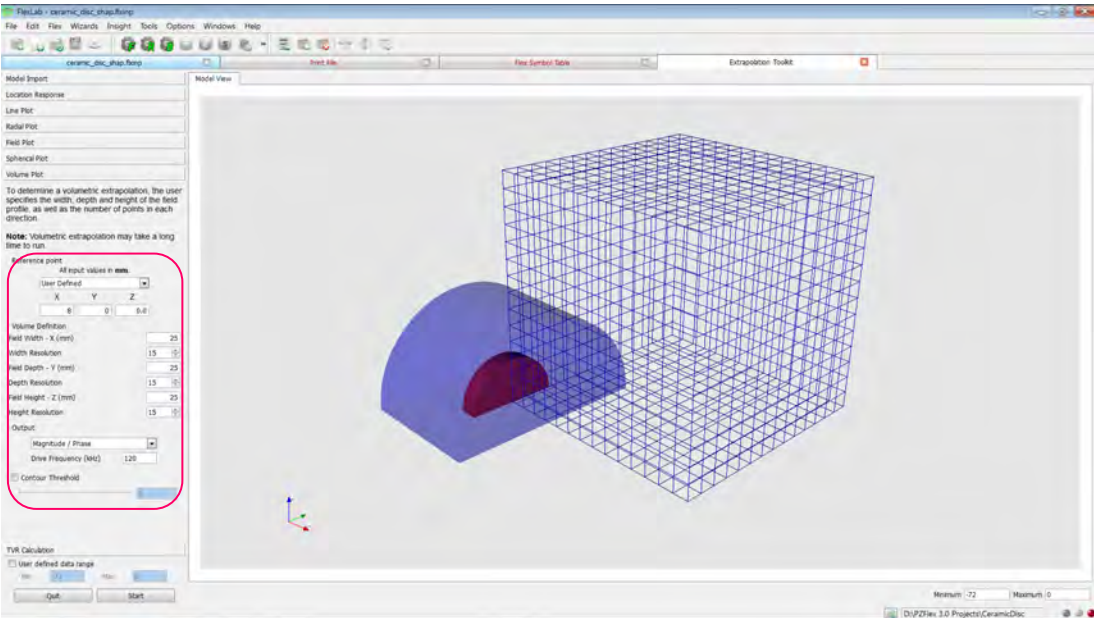 FlexLab - ceramic_disc_shap.flxinp
File Edit Flex Wizards Insight Tools Options Windows Help
ceramic_disc_shap.flxinp
Print File
Flex Symbol Table
Extrapolation Toolkit
Model Import
Model View
Location Response
Line Plot
Radial Plot
Field Plot
Spherical Plot
Volume Plot
To determine a volumetric extrapolation, the user
specifies the width, depth and height of the field
profile, as well as the number of points in each
direction.
Note: Volumetric extrapolation may take a long
time to run.
Reference point
All input values in mm.
User Defined
X Y Z
0 0.0
Volume Definition
Field Width - X (mm) 25
Width Resolution 15
Field Depth - Y (mm) 25
Depth Resolution 15
Field Height - Z (mm) 25
Height Resolution 15
Output
Magnitude / Phase
Drive Frequency (kHz) 120
Contour Threshold
TVR Calculation
User defined data range
Min: -72 Max:
Quit Start
Minimum -72 Maximum 0
D:\PZFlex 3.0 Projects\CeramicDisc